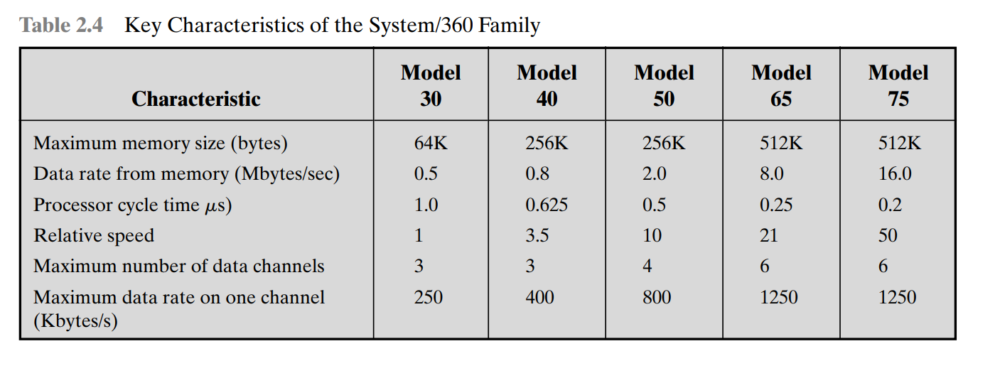 Table 2.4 Key Characteristics of the System/360 Family
Characteristic Model 30 Model 40 Model 50 Model 65 Model 75
Maximum memory size (bytes) 64K 256K 256K 512K 512K
Data rate from memory (Mbytes/sec) 0.5 0.8 2.0 8.0 16.0
Processor cycle time μs) 1.0 0.625 0.5 0.25 0.2
Relative speed 1 3.5 10 21 50
Maximum number of data channels 3 3 4 6 6
Maximum data rate on one channel 250 400 800 1250 1250
(Kbytes/s)